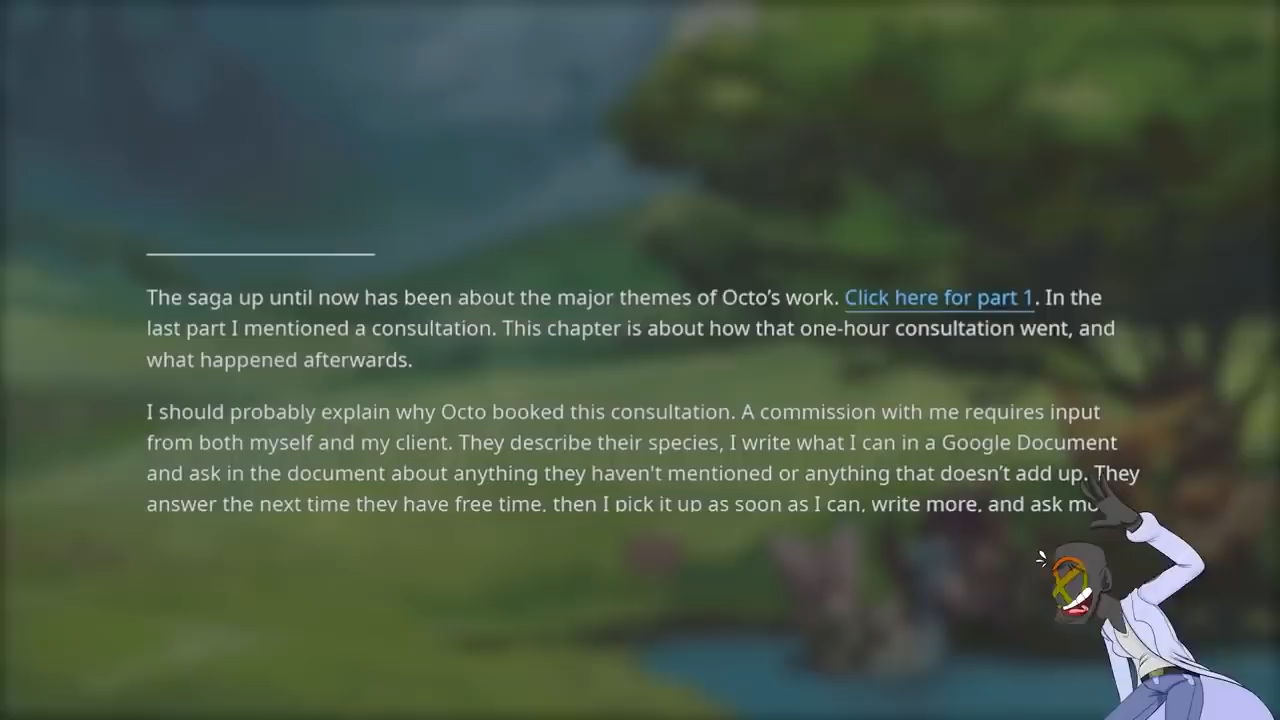 The saga up until now has been about the major themes of Octo’s work. Click here for part 1. In the
last part I mentioned a consultation. This chapter is about how that one-hour consultation went, and
what happened afterwards.
I should probably explain why Octo booked this consultation. A commission with me requires input
from both myself and my client. They describe their species, I write what I can in a Google Document
and ask in the document about anything they haven't mentioned or anything that doesn’t add up. They
answer the next time they have free time, then I pick it up as soon as I can, write more, and ask